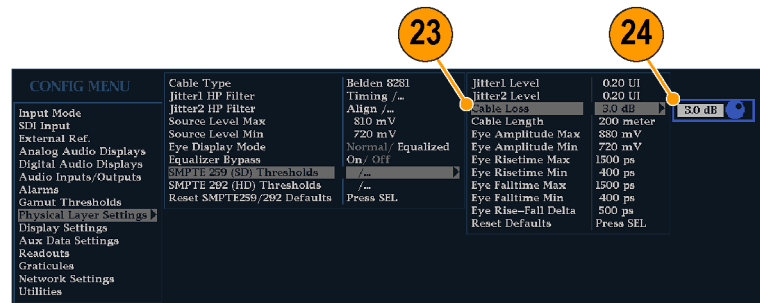 23
24
CONFIG MENU
Input Mode
SDI Input
External Ref.
Analog Audio Displays
Digital Audio Displays
Audio Inputs/Outputs
Alarms
Gamut Thresholds
Physical Layer Settings
Display Settings
Aux Data Settings
Readouts
Graticules
Network Settings
Utilities
Cable Type Belden 8281
Jitter1 HP Filter Timing /...
Jitter2 HP Filter Align /...
Source Level Max 810 mV
Source Level Min 720 mV
Eye Display Mode Normal/ Equalized
Equalizer Bypass On/ Off
SMPTE 259 (SD) Thresholds /...
SMPTE 292 (HD) Thresholds /...
Reset SMPTE259/292 Defaults Press SEL
Jitter1 Level 0.20 UI
Jitter2 Level 0.20 UI
Cable Loss 3.0 dB
Cable Length 200 meter
Eye Amplitude Max 880 mV
Eye Amplitude Min 720 mV
Eye Risetime Max 1500 ps
Eye Risetime Min 400 ps
Eye Falltime Max 1500 ps
Eye Falltime Min 400 ps
Eye Rise-Fall Delta 500 ps
Reset Defaults Press SEL
3.0 dB